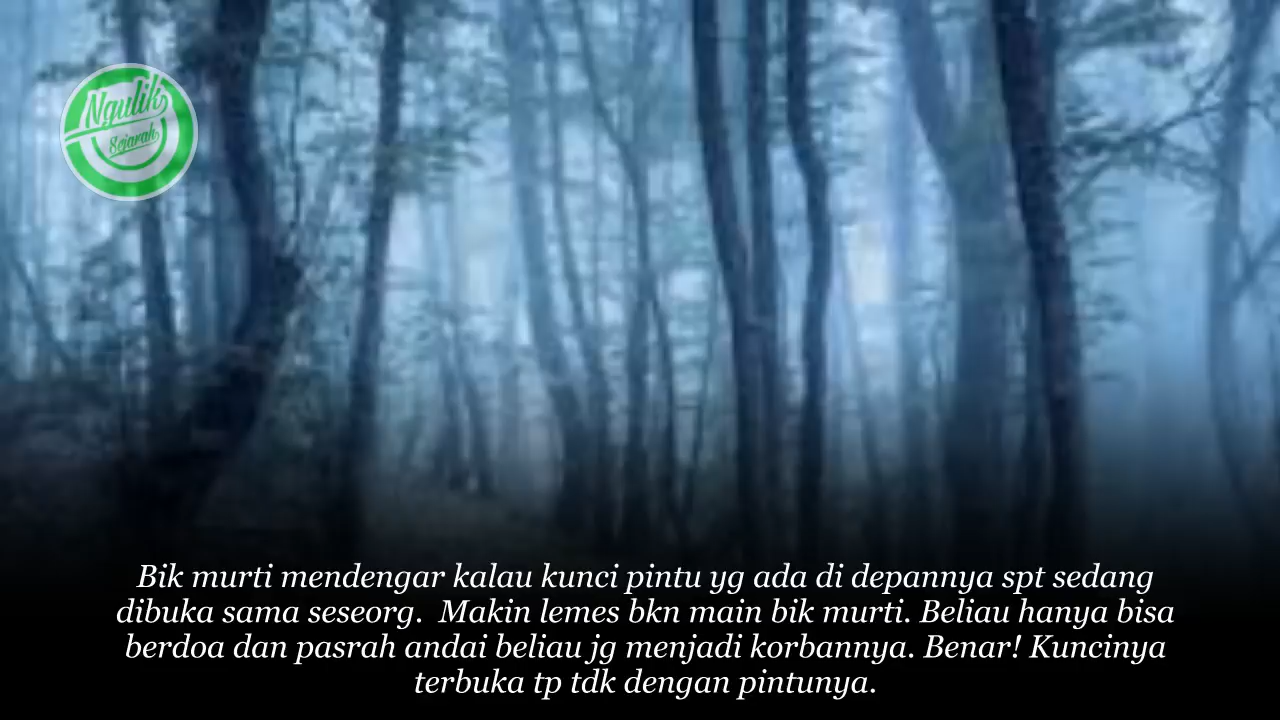 Ngulik
Sejarah
Bik murti mendengar kalau kunci pintu yg ada di depannya spt sedang
dibuka sama seseorg.  Makin lemes bkn main bik murti. Beliau hanya bisa
berdoa dan pasrah andai beliau jg menjadi korbannya. Benar! Kuncinya
terbuka tp tdk dengan pintunya.